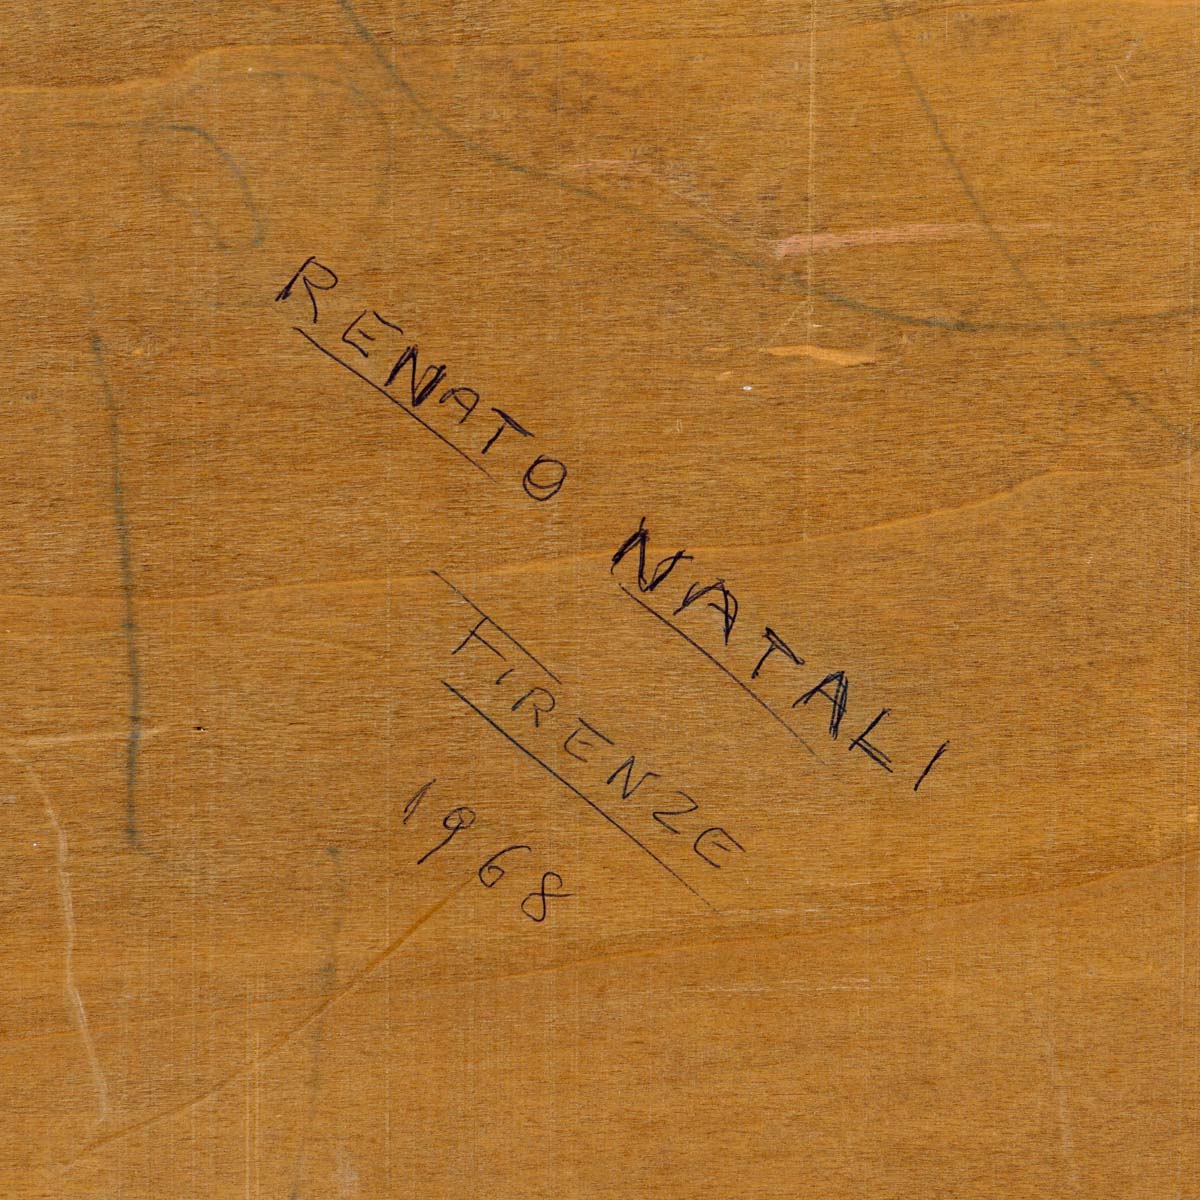 RENATO NATALI
FIRENZE
1968